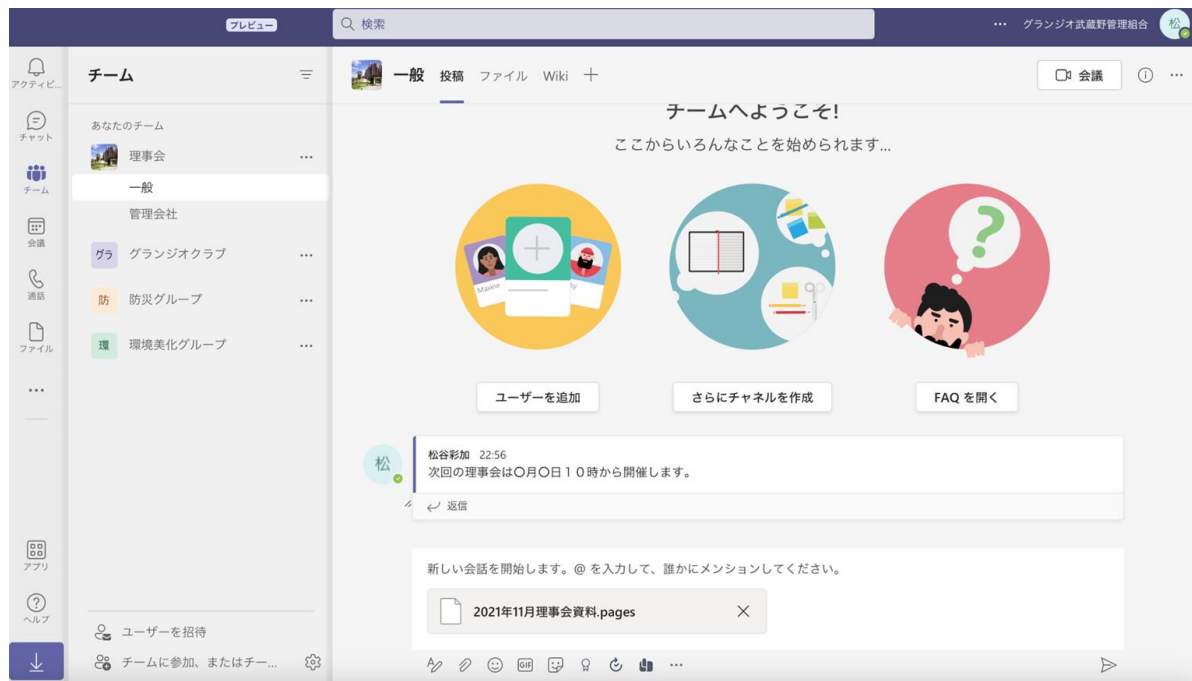 プレビュー
検索
グランジオ武蔵野管理組合
松
アクティビ...
チャット
チーム
会議
通話
ファイル
アプリ
ヘルプ
チーム
あなたのチーム
理事会
一般
管理会社
グラ グランジオクラブ
防 防災グループ
環 環境美化グループ
ユーザーを招待
チームに参加、またはチー...
一般 投稿 ファイル Wiki
会議
チームへようこそ!
ここからいろんなことを始められます...
Maxine
ユーザーを追加
さらにチャネルを作成
FAQ を開く
松
松谷彩加 22:56
次回の理事会は〇月〇日10時から開催します。
返信
新しい会話を開始します。@ を入力して、誰かにメンションしてください。
2021年11月理事会資料.pages
GIF